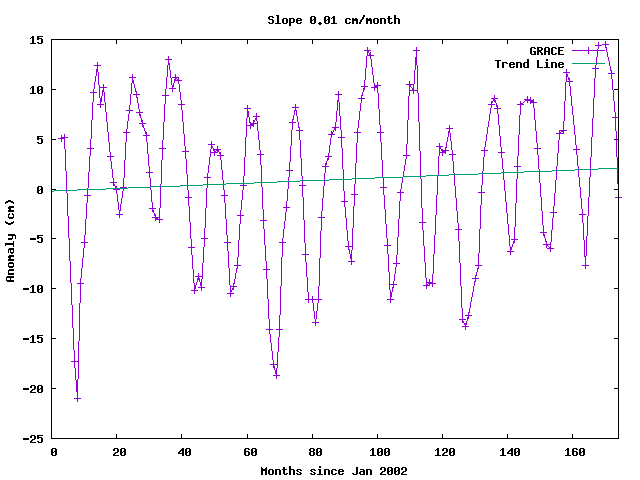 Slope 0.01 cm/month
GRACE
Trend Line
15
10
5
0
-5
-10
-15
-20
-25
Anomaly (cm)
0 20 40 60 80 100 120 140 160
Months since Jan 2002